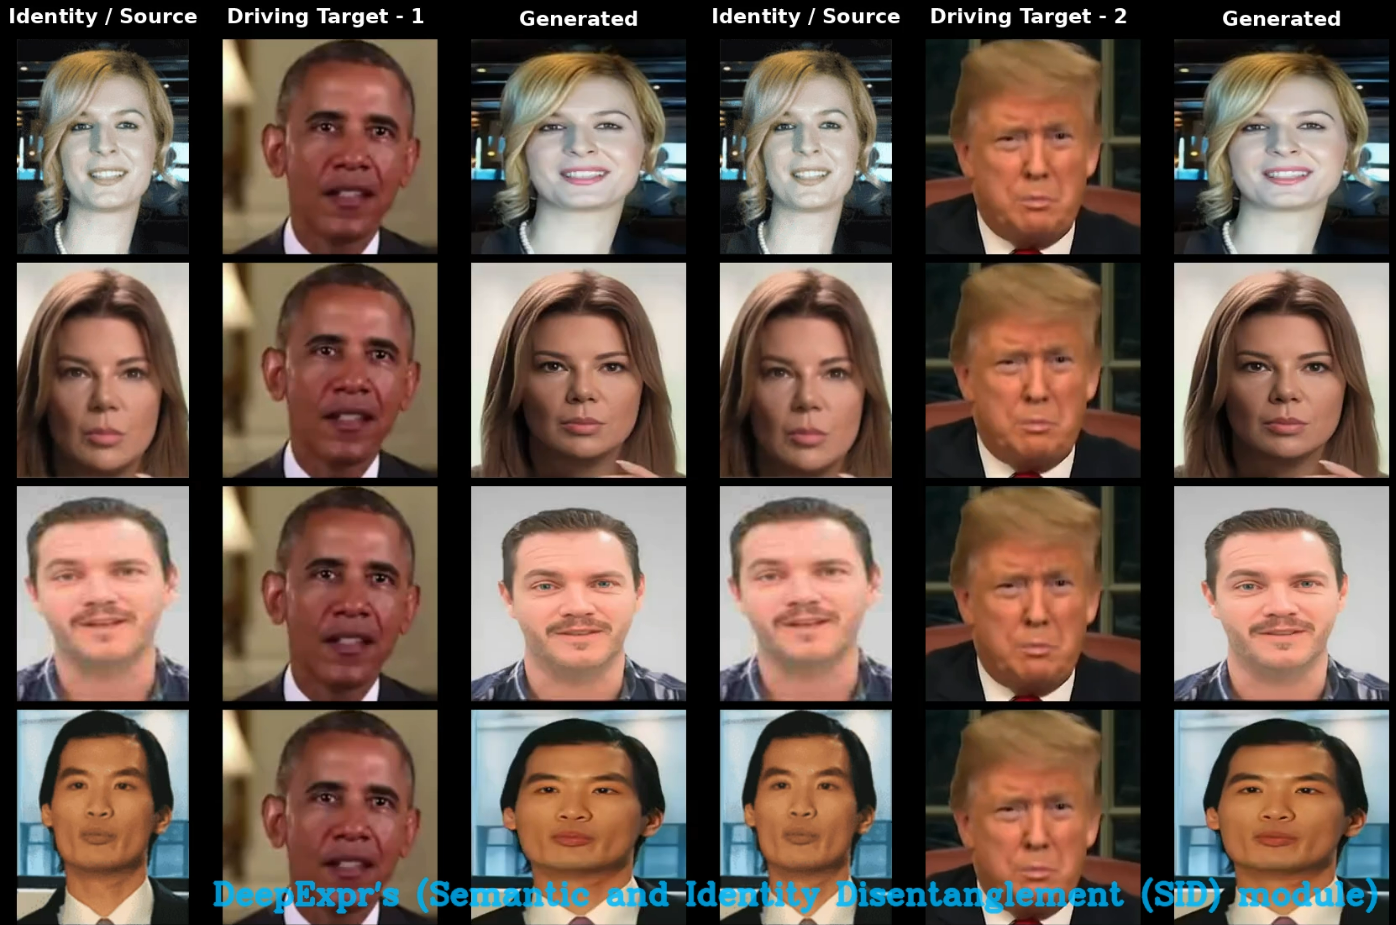 Identity / Source Driving Target - 1 Generated Identity / Source Driving Target - 2 Generated
DeepExpr's (Semantic and Identity Disentanglement (SID) module)